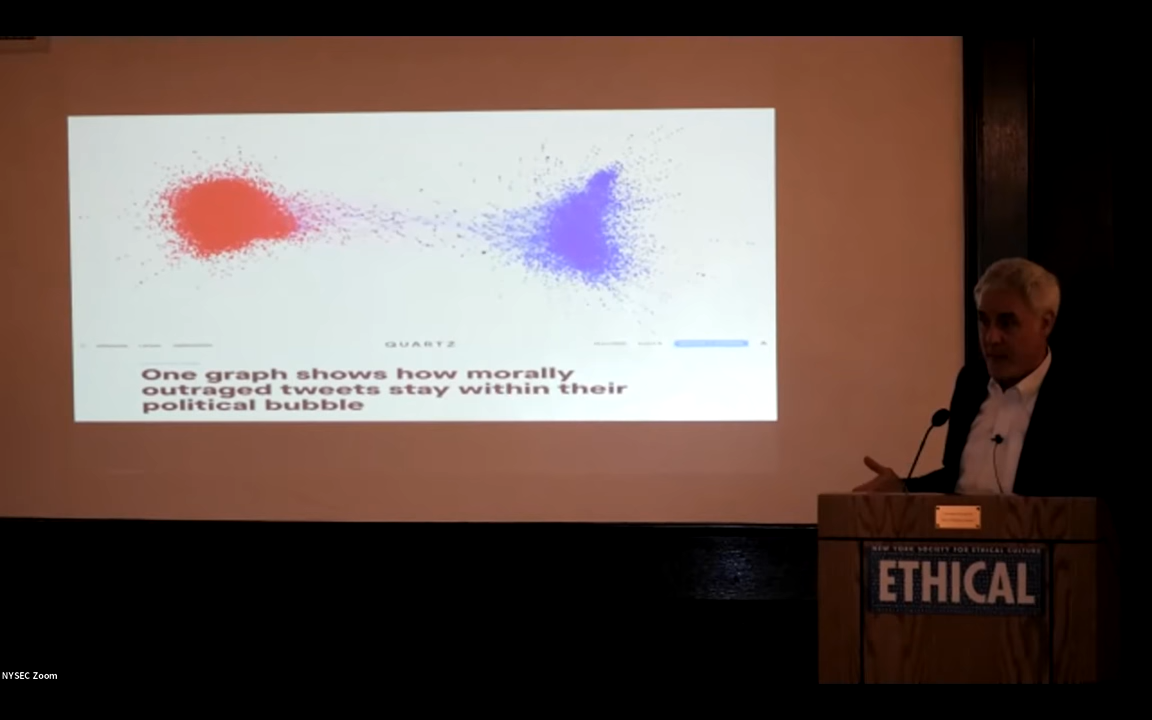 QUARTZ
One graph shows how morally
outraged tweets stay within their
political bubble
NEW YORK SOCIETY FOR ETHICAL CULTURE
ETHICAL
NYSEC Zoom